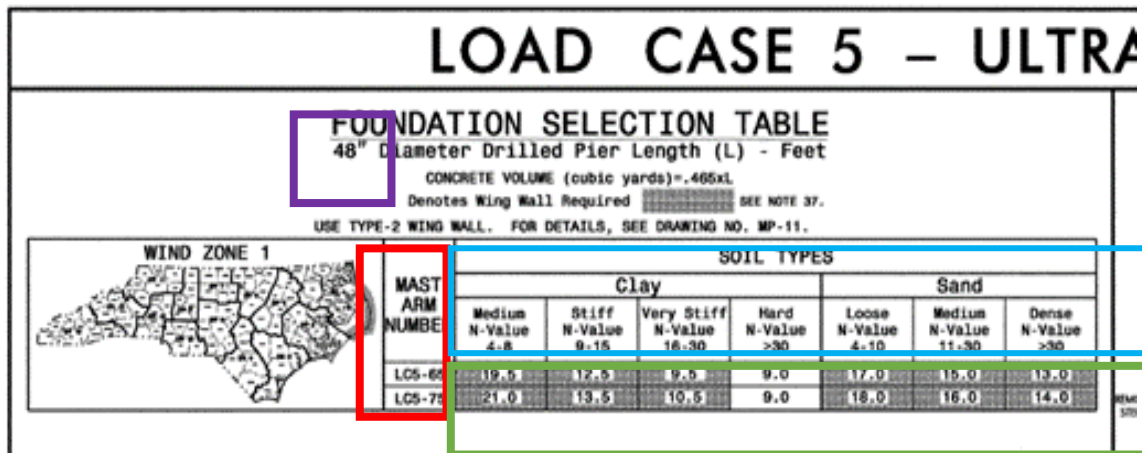 LOAD CASE 5 – ULTRA
FOUNDATION SELECTION TABLE
48" Diameter Drilled Pier Length (L) - Feet
CONCRETE VOLUME (cubic yards)=.465xL
Denotes Wing Wall Required SEE NOTE 37.
USE TYPE-2 WING WALL. FOR DETAILS, SEE DRAWING NO. MP-11.
WIND ZONE 1
MAST ARM NUMBER
SOIL TYPES
Clay Sand
Medium N-Value 4-8
Stiff N-Value 9-15
Very Stiff N-Value 16-30
Hard N-Value >30
Loose N-Value 4-10
Medium N-Value 11-30
Dense N-Value >30
LC5-65 19.5 12.5 9.5 9.0 17.0 15.0 13.0
LC5-75 21.0 13.5 10.5 9.0 18.0 16.0 14.0